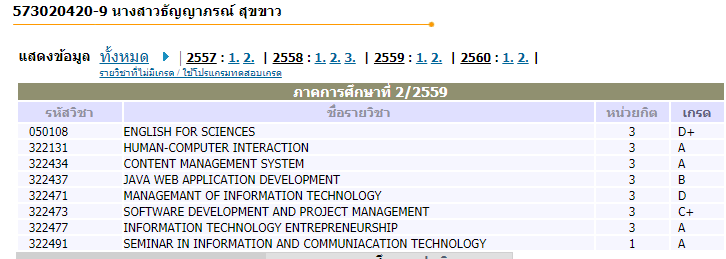 573020420-9 นางสาวธัญญาภรณ์ สุขขาว
แสดงข้อมูล ทั้งหมด | 2557 : 1. 2. | 2558 : 1. 2. 3. | 2559 : 1. 2. | 2560 : 1. 2. |
รายวิชาที่ไม่มีเกรด / ใช้โปรแกรมทดสอบเกรด
ภาคการศึกษาที่ 2/2559
รหัสวิชา ชื่อรายวิชา หน่วยกิต เกรด
050108 ENGLISH FOR SCIENCES 3 D+
322131 HUMAN-COMPUTER INTERACTION 3 A
322434 CONTENT MANAGEMENT SYSTEM 3 A
322437 JAVA WEB APPLICATION DEVELOPMENT 3 B
322471 MANAGEMANT OF INFORMATION TECHNOLOGY 3 D
322473 SOFTWARE DEVELOPMENT AND PROJECT MANAGEMENT 3 C+
322477 INFORMATION TECHNOLOGY ENTREPRENEURSHIP 3 A
322491 SEMINAR IN INFORMATION AND COMMUNIACATION TECHNOLOGY 1 A